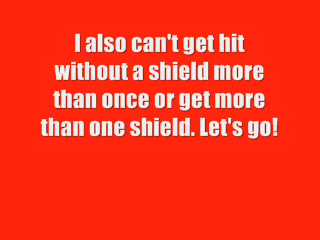 I also can't get hit
without a shield more
than once or get more
than one shield. Let's go!